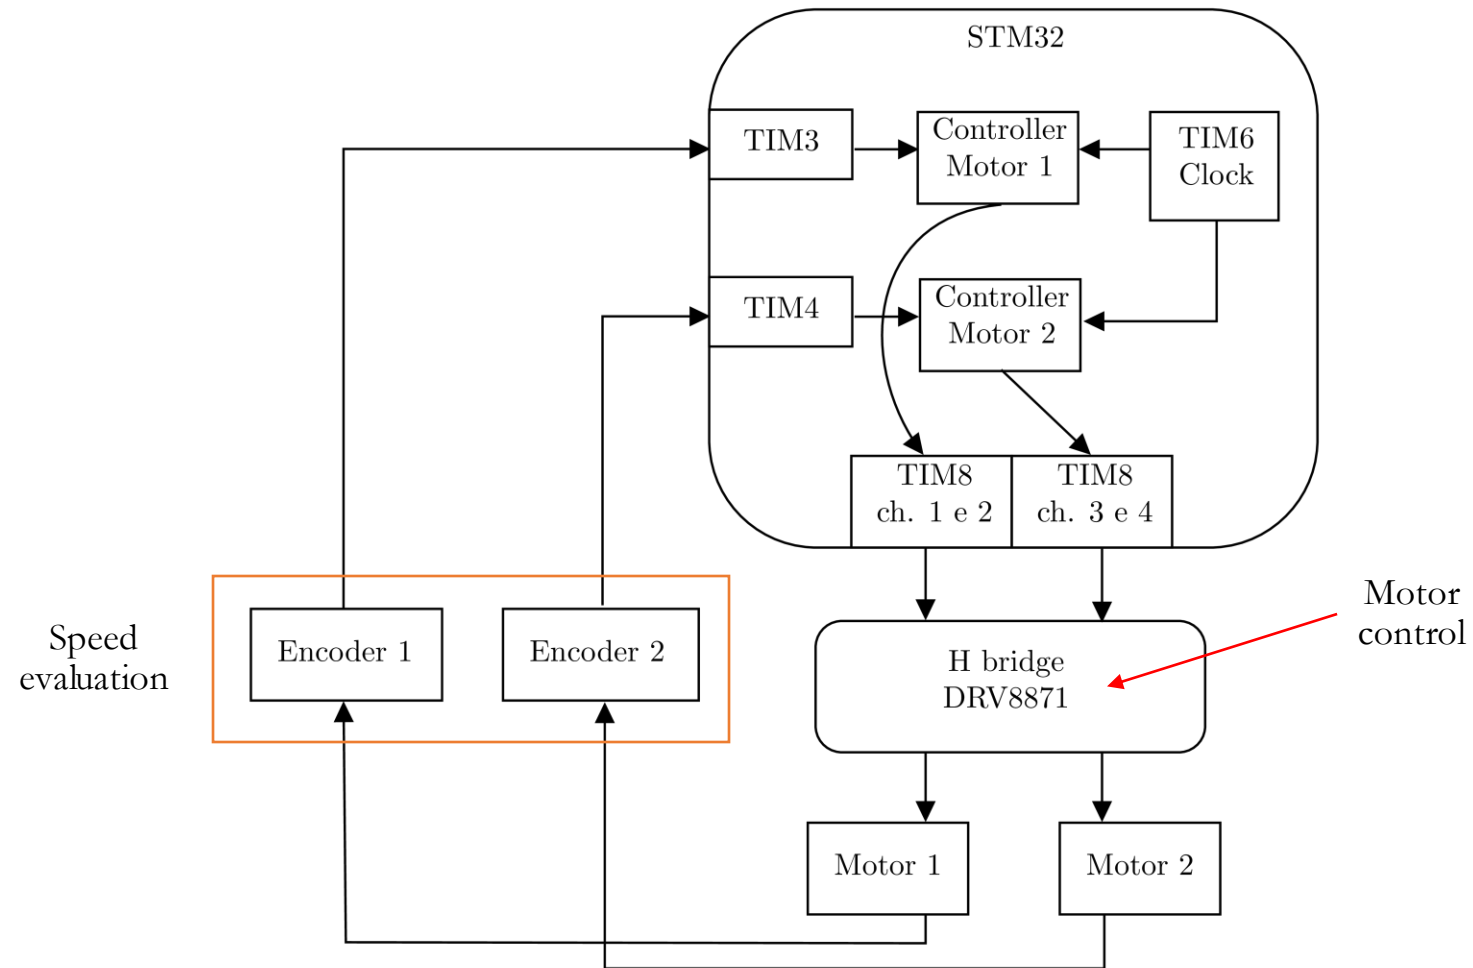 STM32
TIM3
Controller
Motor 1
TIM6
Clock
TIM4
Controller
Motor 2
TIM8
ch. 1 e 2
TIM8
ch. 3 e 4
Speed
evaluation
Encoder 1
Encoder 2
H bridge
DRV8871
Motor
control
Motor 1
Motor 2